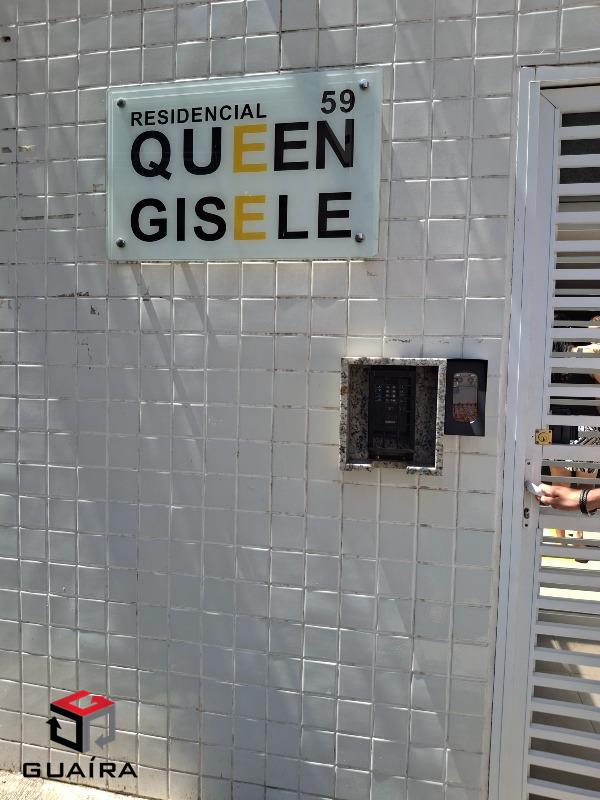 RESIDENCIAL 59
QUEEN
GISELE
GUAÍRA